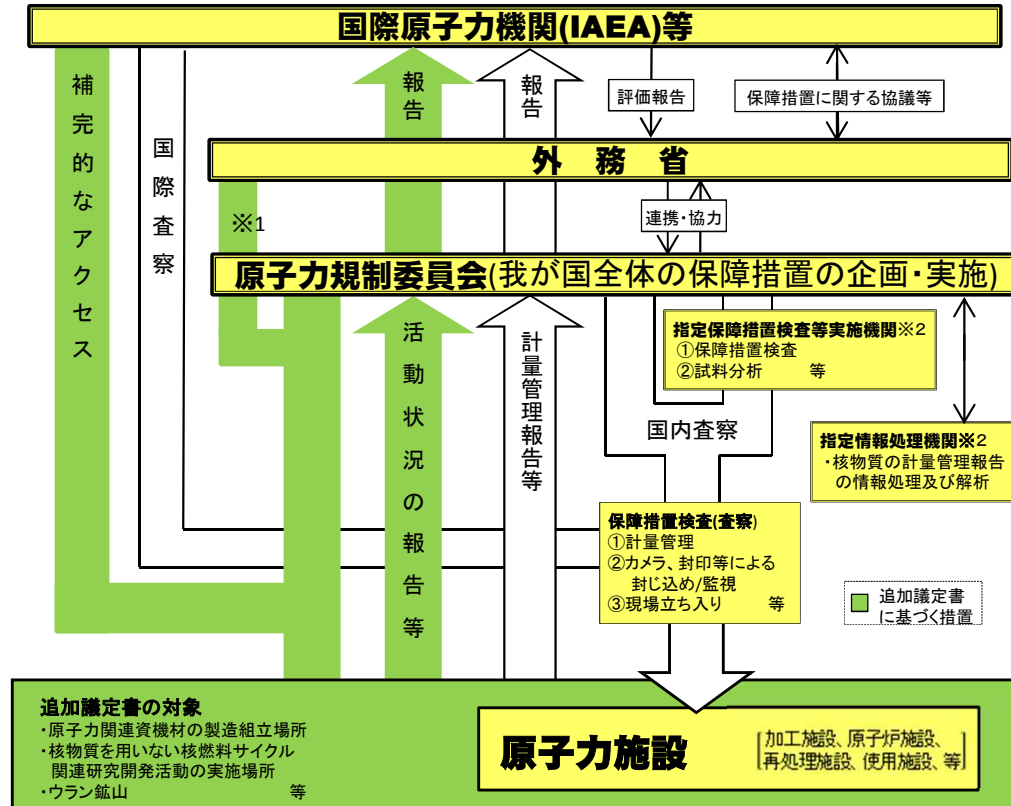 国際原子力機関(IAEA)等
補完的なアクセス
国際査察
報告
報告
評価報告
保障措置に関する協議等
外務省
※1
連携・協力
原子力規制委員会(我が国全体の保障措置の企画・実施)
活動状況の報告等
計量管理報告等
指定保障措置検査等実施機関※2
①保障措置検査
②試料分析 等
国内査察
指定情報処理機関※2
・核物質の計量管理報告
の情報処理及び解析
保障措置検査(査察)
①計量管理
②カメラ、封印等による
封じ込め/監視
③現場立ち入り 等
追加議定書
に基づく措置
追加議定書の対象
・原子力関連資機材の製造組立場所
・核物質を用いない核燃料サイクル
関連研究開発活動の実施場所
・ウラン鉱山 等
原子力施設
[加工施設、原子炉施設、
再処理施設、使用施設、等]